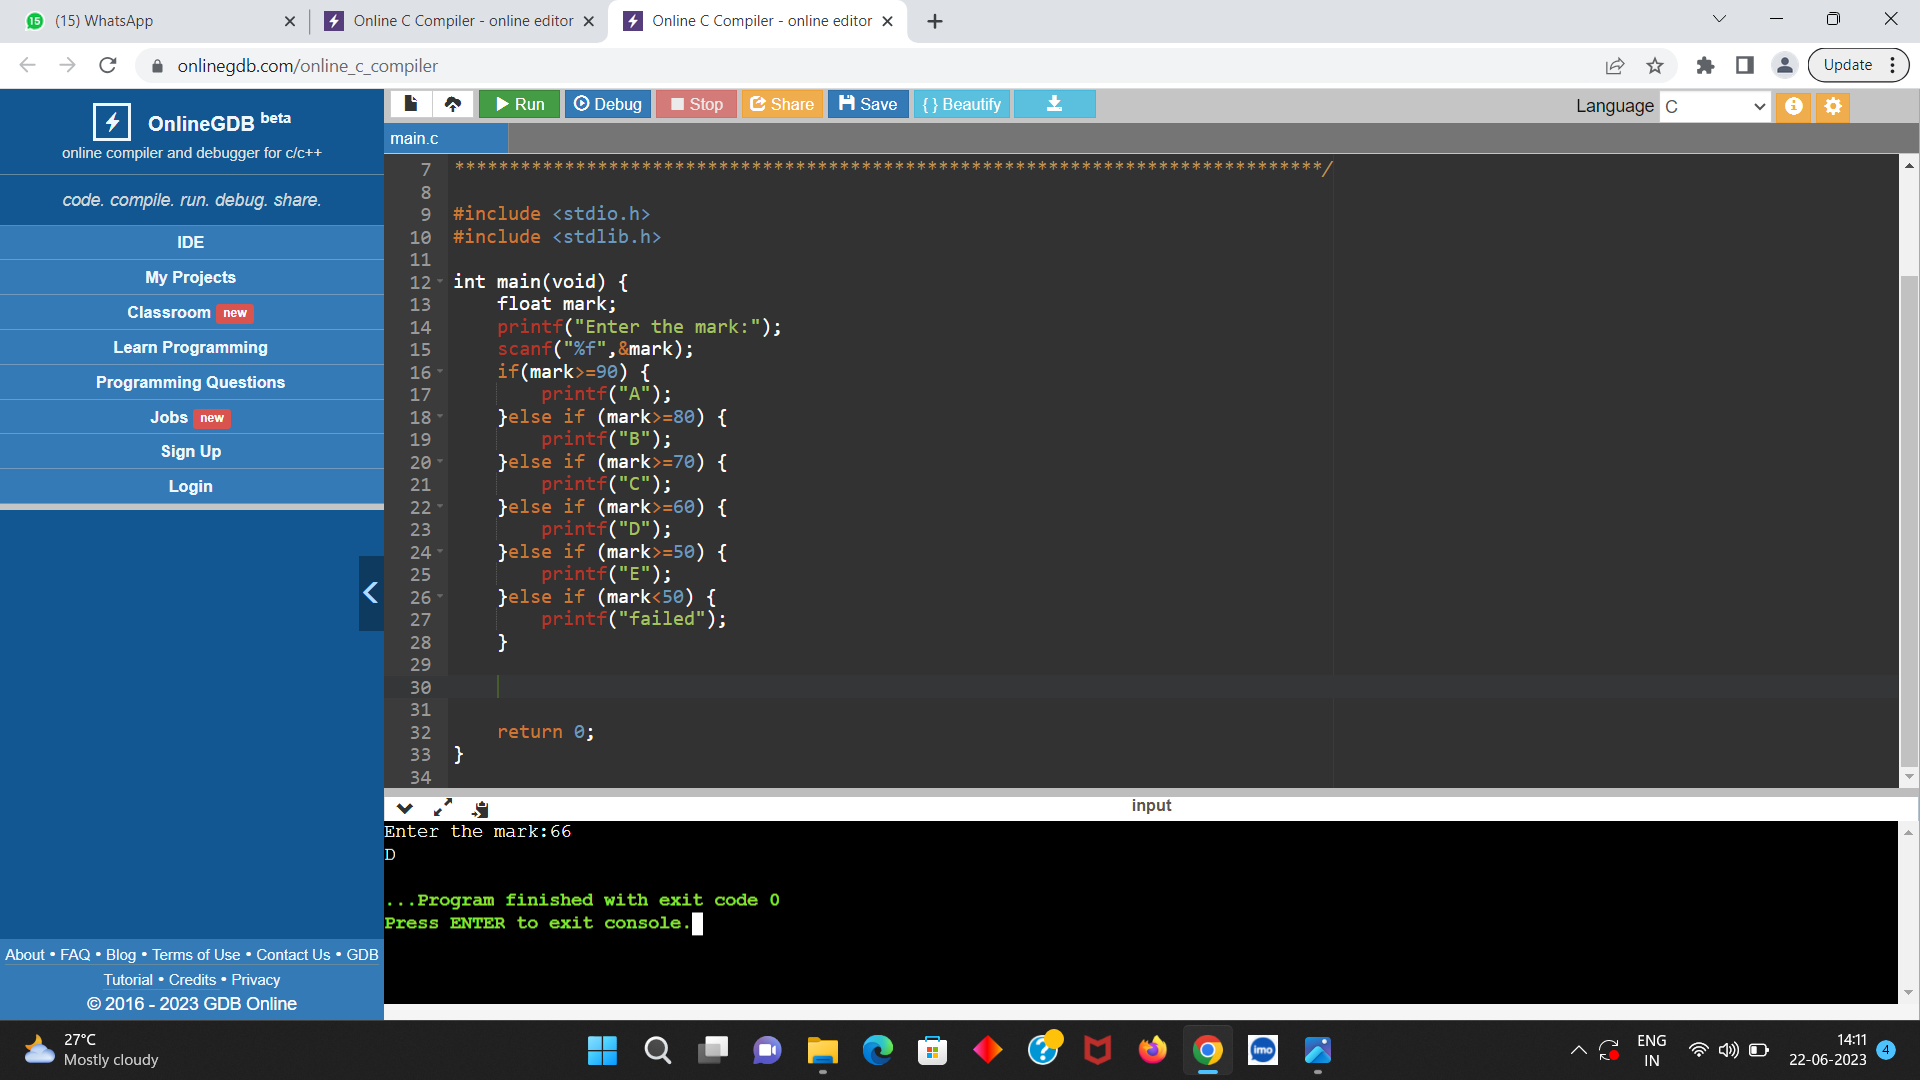 (15) WhatsApp
Online C Compiler - online editor
Online C Compiler - online editor
onlinegdb.com/online_c_compiler
Update
OnlineGDB beta
online compiler and debugger for c/c++
code. compile. run. debug. share.
IDE
My Projects
Classroom new
Learn Programming
Programming Questions
Jobs new
Sign Up
Login
About • FAQ • Blog • Terms of Use • Contact Us • GDB
Tutorial • Credits • Privacy
© 2016 - 2023 GDB Online
Run Debug Stop Share Save { } Beautify
Language C
main.c
7 *******************************************************************************/
8
9 #include <stdio.h>
10 #include <stdlib.h>
11
12 int main(void) {
13     float mark;
14     printf("Enter the mark:");
15     scanf("%f",&mark);
16     if(mark>=90) {
17         printf("A");
18     }else if (mark>=80) {
19         printf("B");
20     }else if (mark>=70) {
21         printf("C");
22     }else if (mark>=60) {
23         printf("D");
24     }else if (mark>=50) {
25         printf("E");
26     }else if (mark<50) {
27         printf("failed");
28     }
29
30
31
32     return 0;
33 }
34
input
Enter the mark:66
D
...Program finished with exit code 0
Press ENTER to exit console.
27°C
Mostly cloudy
imo
ENG
IN
14:11
22-06-2023
4